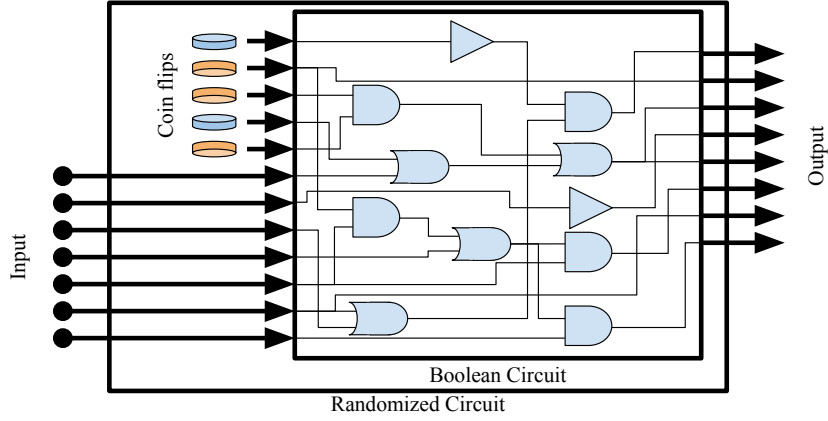 Coin flips
Input
Output
Boolean Circuit
Randomized Circuit